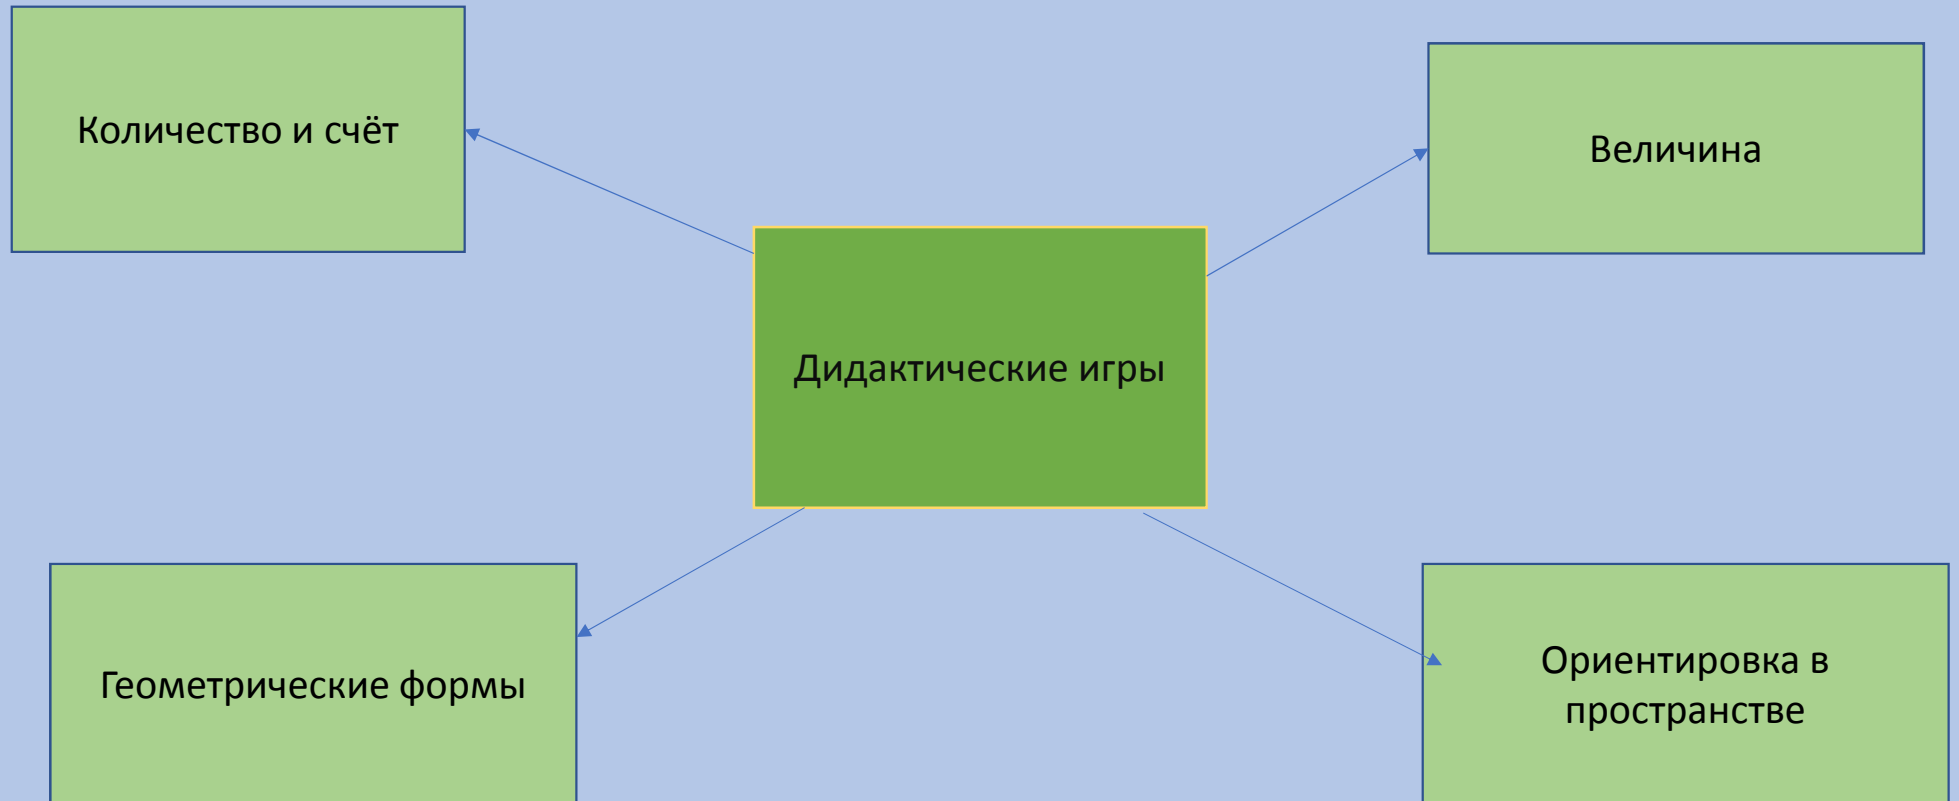 Количество и счёт
Величина
Дидактические игры
Геометрические формы
Ориентировка в
пространстве